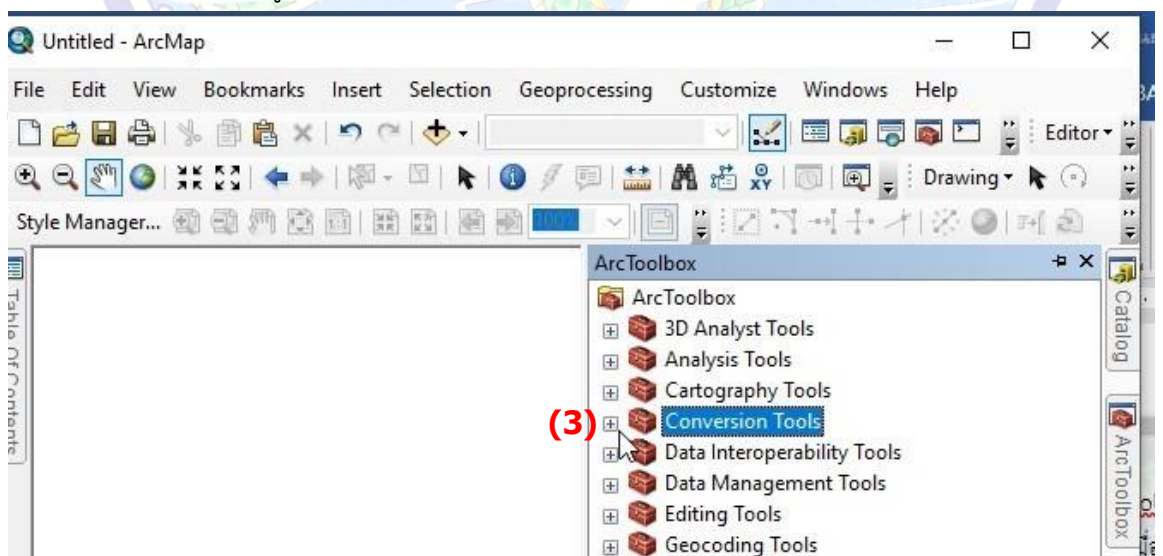 Untitled - ArcMap
File Edit View Bookmarks Insert Selection Geoprocessing Customize Windows Help
Editor
XY Drawing
Style Manager... 100%
ArcToolbox
ArcToolbox
3D Analyst Tools
Analysis Tools
Cartography Tools
(3) Conversion Tools
Data Interoperability Tools
Data Management Tools
Editing Tools
Geocoding Tools
Table Of Contents
Catalog
ArcToolbox